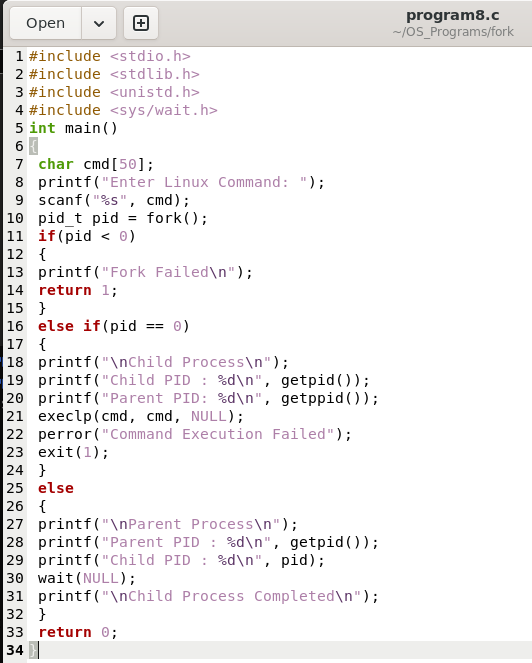 Open
program8.c
~/OS_Programs/fork
1 #include <stdio.h>
2 #include <stdlib.h>
3 #include <unistd.h>
4 #include <sys/wait.h>
5 int main()
6 {
7 char cmd[50];
8 printf("Enter Linux Command: ");
9 scanf("%s", cmd);
10 pid_t pid = fork();
11 if(pid < 0)
12 {
13 printf("Fork Failed\n");
14 return 1;
15 }
16 else if(pid == 0)
17 {
18 printf("\nChild Process\n");
19 printf("Child PID : %d\n", getpid());
20 printf("Parent PID: %d\n", getppid());
21 execlp(cmd, cmd, NULL);
22 perror("Command Execution Failed");
23 exit(1);
24 }
25 else
26 {
27 printf("\nParent Process\n");
28 printf("Parent PID : %d\n", getpid());
29 printf("Child PID : %d\n", pid);
30 wait(NULL);
31 printf("\nChild Process Completed\n");
32 }
33 return 0;
34 }